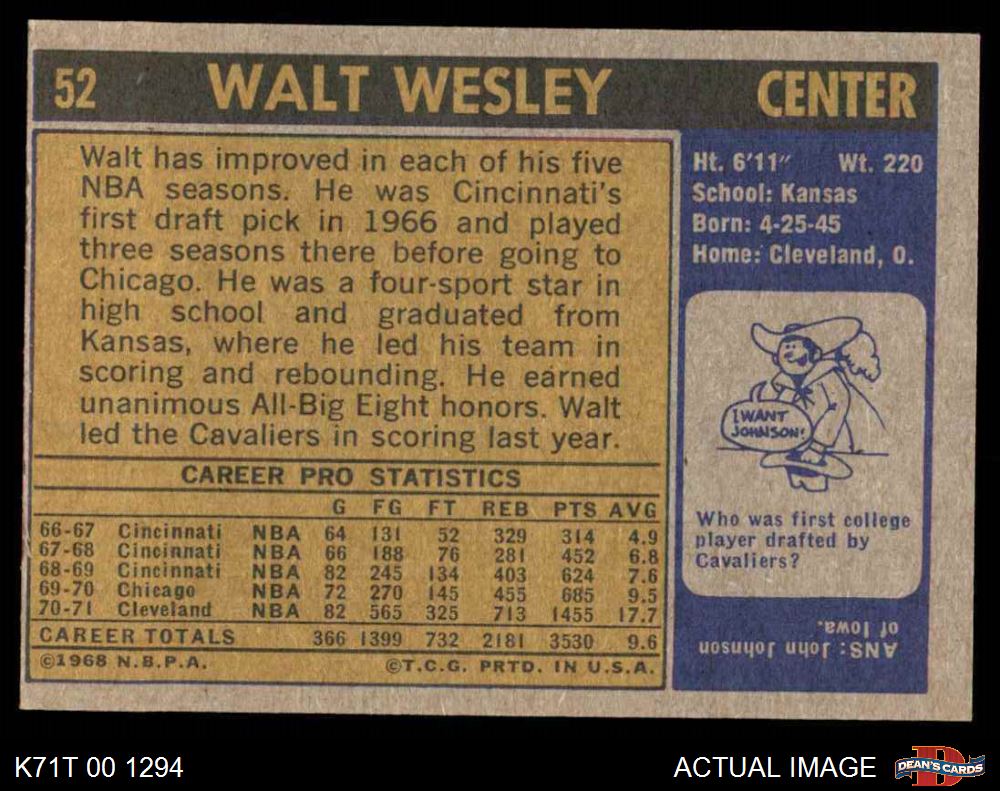 52 WALT WESLEY CENTER
Walt has improved in each of his five
NBA seasons. He was Cincinnati's
first draft pick in 1966 and played
three seasons there before going to
Chicago. He was a four-sport star in
high school and graduated from
Kansas, where he led his team in
scoring and rebounding. He earned
unanimous All-Big Eight honors. Walt
led the Cavaliers in scoring last year.
CAREER PRO STATISTICS
G FG FT REB PTS AVG
66-67 Cincinnati NBA 64 131 52 329 314 4.9
67-68 Cincinnati NBA 66 188 76 281 452 6.8
68-69 Cincinnati NBA 82 245 134 403 624 7.6
69-70 Chicago NBA 72 270 145 455 685 9.5
70-71 Cleveland NBA 82 565 325 713 1455 17.7
CAREER TOTALS 366 1399 732 2181 3530 9.6
©1968 N.B.P.A. ©T.C.G. PRTD. IN U.S.A.
Ht. 6'11" Wt. 220
School: Kansas
Born: 4-25-45
Home: Cleveland, O.
I WANT
JOHNSON!
Who was first college
player drafted by
Cavaliers?
ANS: John Johnson
of Iowa.
K71T 00 1294 ACTUAL IMAGE DEAN'S CARDS